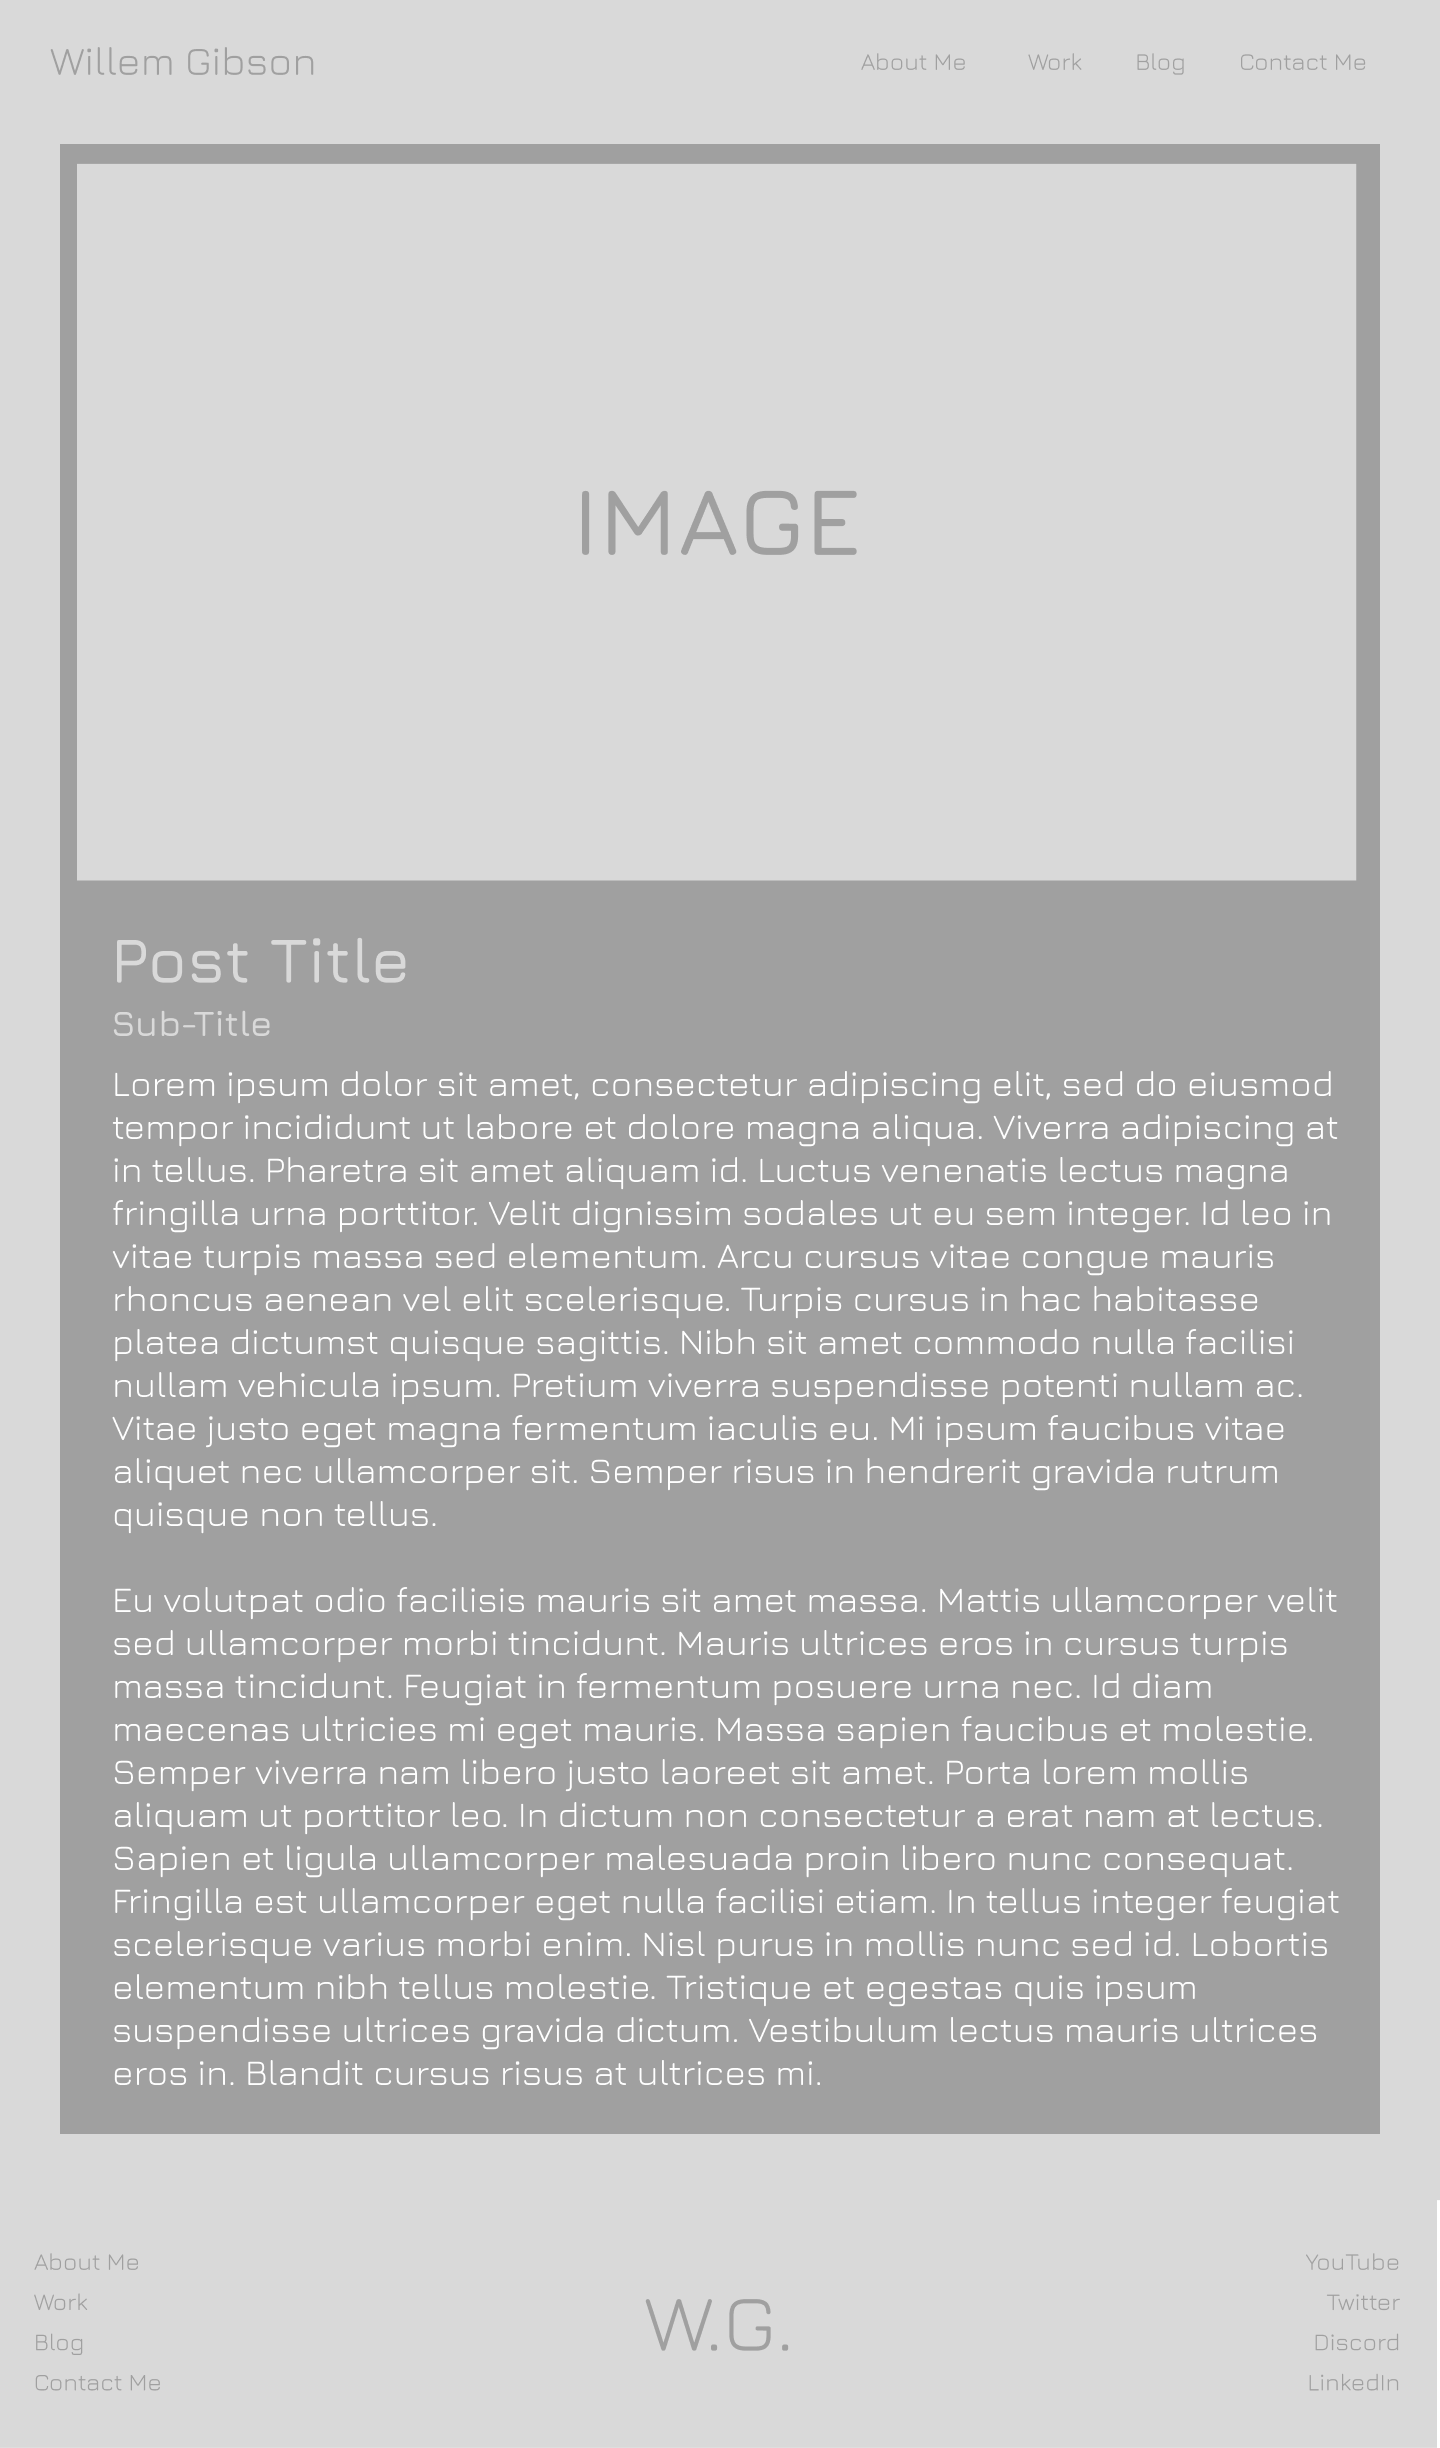 Willem Gibson
About Me
Work
Blog
Contact Me
IMAGE
Post Title
Sub-Title
Lorem ipsum dolor sit amet, consectetur adipiscing elit, sed do eiusmod
tempor incididunt ut labore et dolore magna aliqua. Viverra adipiscing at
in tellus. Pharetra sit amet aliquam id. Luctus venenatis lectus magna
fringilla urna porttitor. Velit dignissim sodales ut eu sem integer. Id leo in
vitae turpis massa sed elementum. Arcu cursus vitae congue mauris
rhoncus aenean vel elit scelerisque. Turpis cursus in hac habitasse
platea dictumst quisque sagittis. Nibh sit amet commodo nulla facilisi
nullam vehicula ipsum. Pretium viverra suspendisse potenti nullam ac.
Vitae justo eget magna fermentum iaculis eu. Mi ipsum faucibus vitae
aliquet nec ullamcorper sit. Semper risus in hendrerit gravida rutrum
quisque non tellus.
Eu volutpat odio facilisis mauris sit amet massa. Mattis ullamcorper velit
sed ullamcorper morbi tincidunt. Mauris ultrices eros in cursus turpis
massa tincidunt. Feugiat in fermentum posuere urna nec. Id diam
maecenas ultricies mi eget mauris. Massa sapien faucibus et molestie.
Semper viverra nam libero justo laoreet sit amet. Porta lorem mollis
aliquam ut porttitor leo. In dictum non consectetur a erat nam at lectus.
Sapien et ligula ullamcorper malesuada proin libero nunc consequat.
Fringilla est ullamcorper eget nulla facilisi etiam. In tellus integer feugiat
scelerisque varius morbi enim. Nisl purus in mollis nunc sed id. Lobortis
elementum nibh tellus molestie. Tristique et egestas quis ipsum
suspendisse ultrices gravida dictum. Vestibulum lectus mauris ultrices
eros in. Blandit cursus risus at ultrices mi.
About Me
Work
Blog
Contact Me
W.G.
YouTube
Twitter
Discord
LinkedIn